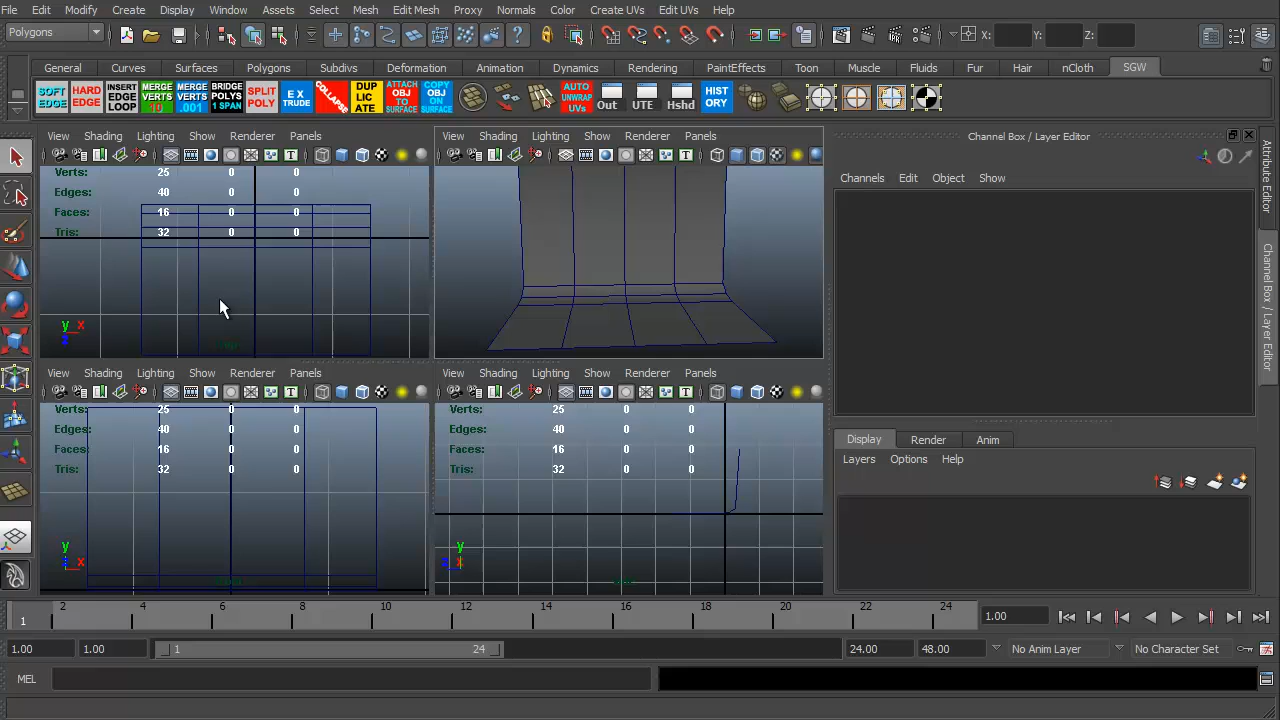 File Edit Modify Create Display Window Assets Select Mesh Edit Mesh Proxy Normals Color Create UVs Edit UVs Help
Polygons X: Y: Z:
General Curves Surfaces Polygons Subdivs Deformation Animation Dynamics Rendering PaintEffects Toon Muscle Fluids Fur Hair nCloth SGW
SOFT EDGE HARD EDGE INSERT EDGE LOOP MERGE VERTS 10 MERGE VERTS .001 BRIDGE POLYS 1 SPAN SPLIT POLY EX TRUDE COLLAPSE DUP LIC ATE ATTACH OBJ TO SURFACE COPY OBJ ON SURFACE AUTO UNWRAP UVs Out UTE Hshd HIST ORY
View Shading Lighting Show Renderer Panels
Verts: 25 0 0
Edges: 40 0 0
Faces: 16 0 0
Tris: 32 0 0
y x
z
View Shading Lighting Show Renderer Panels
View Shading Lighting Show Renderer Panels
Verts: 25 0 0
Edges: 40 0 0
Faces: 16 0 0
Tris: 32 0 0
y
z x
View Shading Lighting Show Renderer Panels
Verts: 25 0 0
Edges: 40 0 0
Faces: 16 0 0
Tris: 32 0 0
y
z x
Channel Box / Layer Editor
Channels Edit Object Show
Attribute Editor
Channel Box / Layer Editor
Display Render Anim
Layers Options Help
1 2 4 6 8 10 12 14 16 18 20 22 24 1.00
1.00 1.00 1 24 24.00 48.00 No Anim Layer No Character Set
MEL